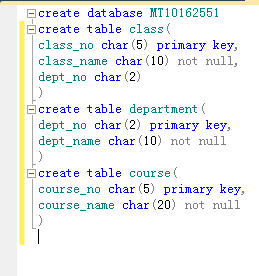 create database MT10162551
create table class(
class_no char(5) primary key,
class_name char(10) not null,
dept_no char(2)
)
create table department(
dept_no char(2) primary key,
dept_name char(10) not null
)
create table course(
course_no char(5) primary key,
course_name char(20) not null
)